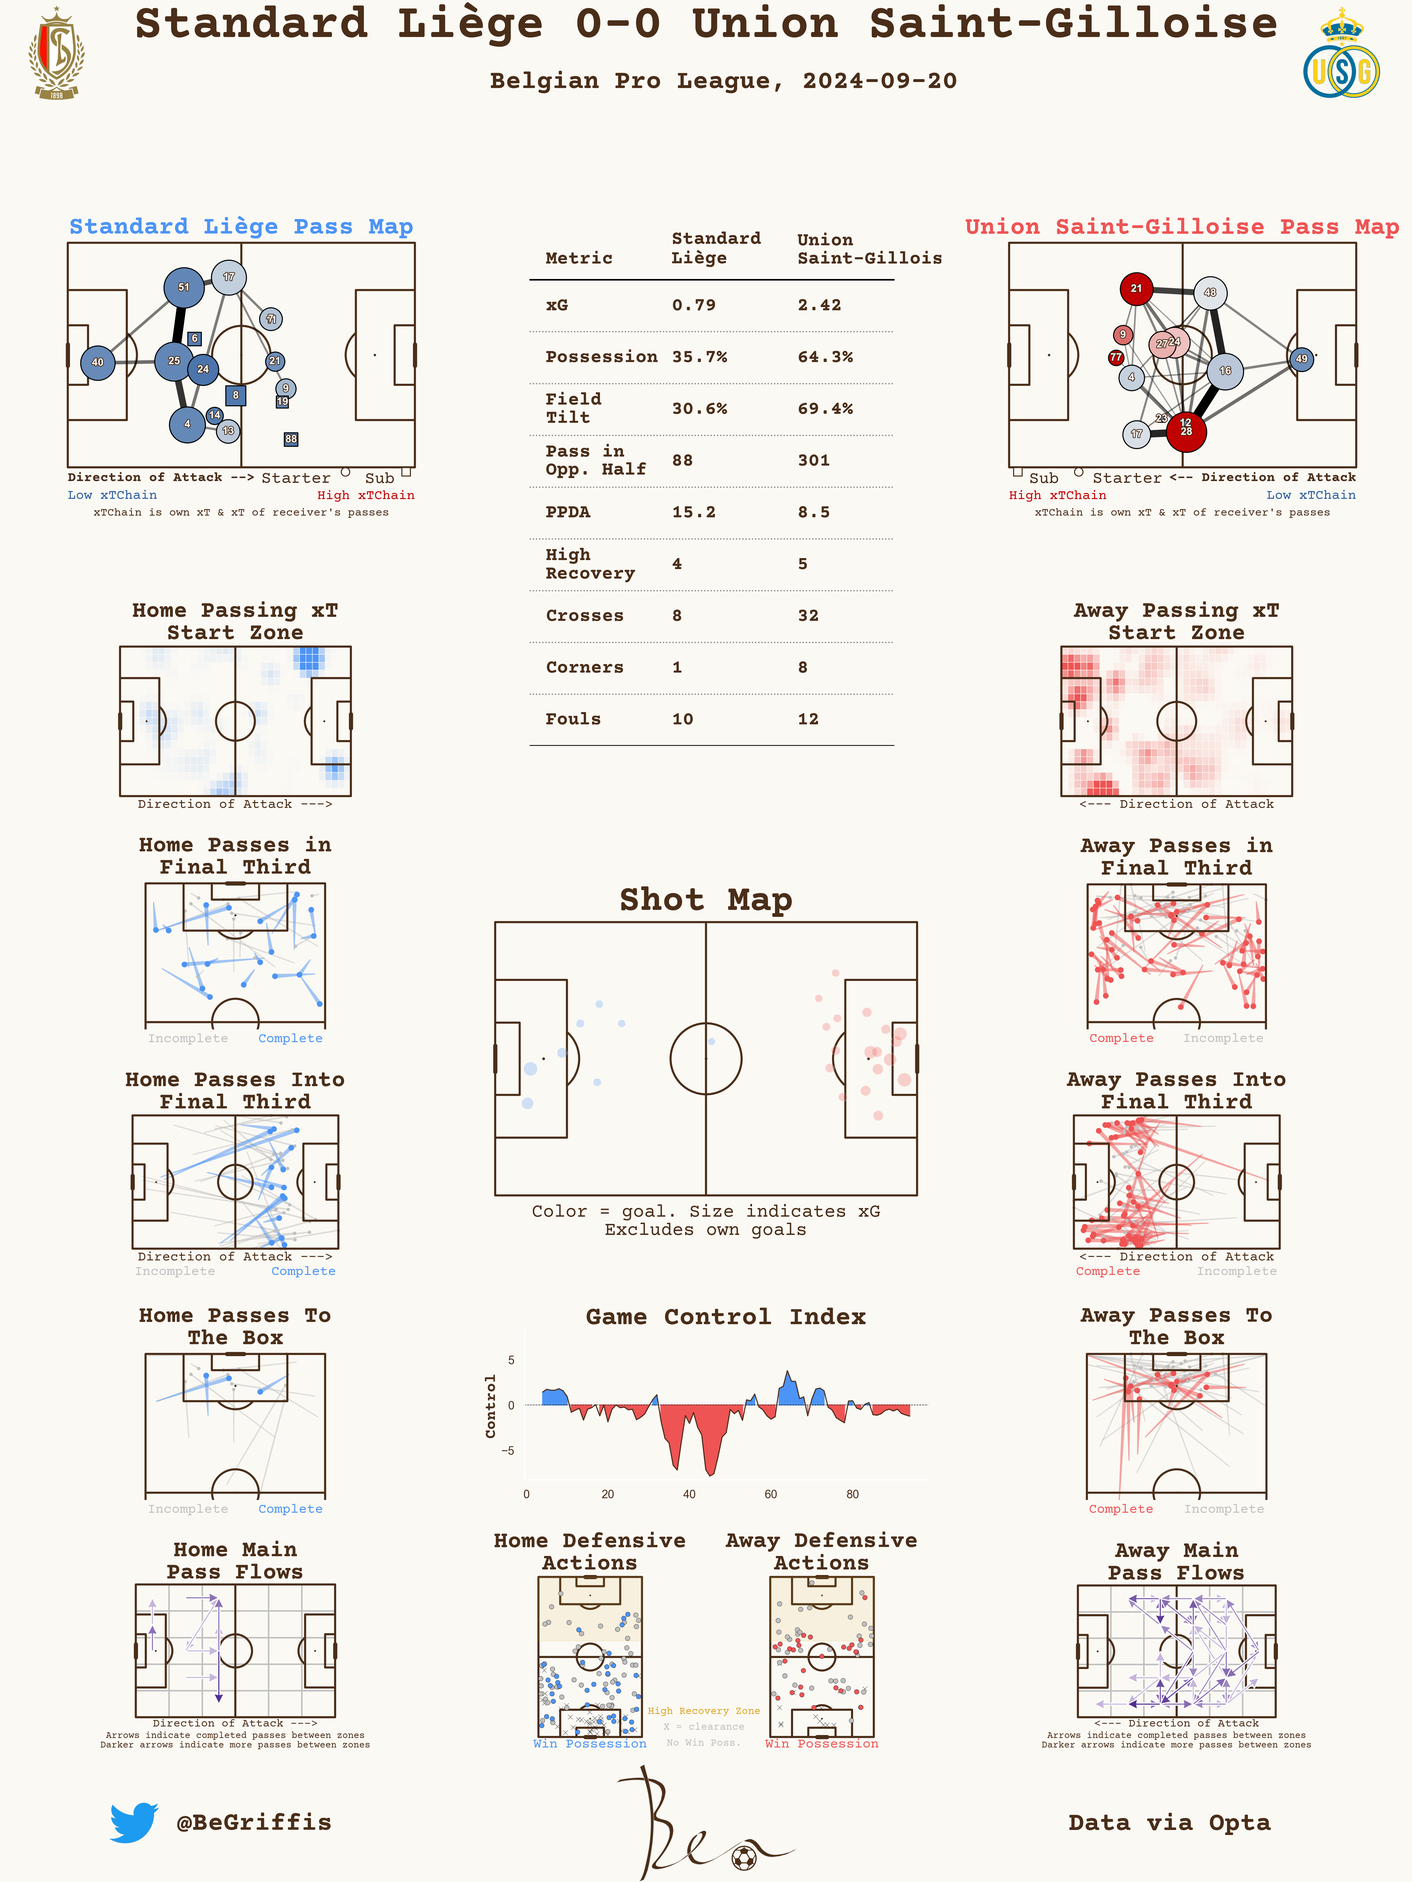 Standard Liège 0-0 Union Saint-Gilloise
Belgian Pro League, 2024-09-20
1898
1897
USG
Standard Liège Pass Map
51
17
71
6
40
25
24
21
8
9
19
14
4
13
88
Direction of Attack --> Starter Sub
Low xTChain High xTChain
xTChain is own xT & xT of receiver's passes
Metric Standard Liège Union Saint-Gillois
xG 0.79 2.42
Possession 35.7% 64.3%
Field Tilt 30.6% 69.4%
Pass in Opp. Half 88 301
PPDA 15.2 8.5
High Recovery 4 5
Crosses 8 32
Corners 1 8
Fouls 10 12
Union Saint-Gilloise Pass Map
21
48
9
27
24
77
49
4
16
23
12
17
28
Sub Starter <-- Direction of Attack
High xTChain Low xTChain
xTChain is own xT & xT of receiver's passes
Home Passing xT
Start Zone
Direction of Attack --->
Away Passing xT
Start Zone
<--- Direction of Attack
Home Passes in
Final Third
Incomplete Complete
Shot Map
Color = goal. Size indicates xG
Excludes own goals
Away Passes in
Final Third
Complete Incomplete
Home Passes Into
Final Third
Direction of Attack --->
Incomplete Complete
Away Passes Into
Final Third
<--- Direction of Attack
Complete Incomplete
Home Passes To
The Box
Incomplete Complete
Game Control Index
Control
5
0
−5
0 20 40 60 80
Away Passes To
The Box
Complete Incomplete
Home Main
Pass Flows
Direction of Attack --->
Arrows indicate completed passes between zones
Darker arrows indicate more passes between zones
Home Defensive
Actions
Win Possession
High Recovery Zone
X = clearance
No Win Poss.
Away Defensive
Actions
Win Possession
Away Main
Pass Flows
<--- Direction of Attack
Arrows indicate completed passes between zones
Darker arrows indicate more passes between zones
@BeGriffis
Ben
Data via Opta